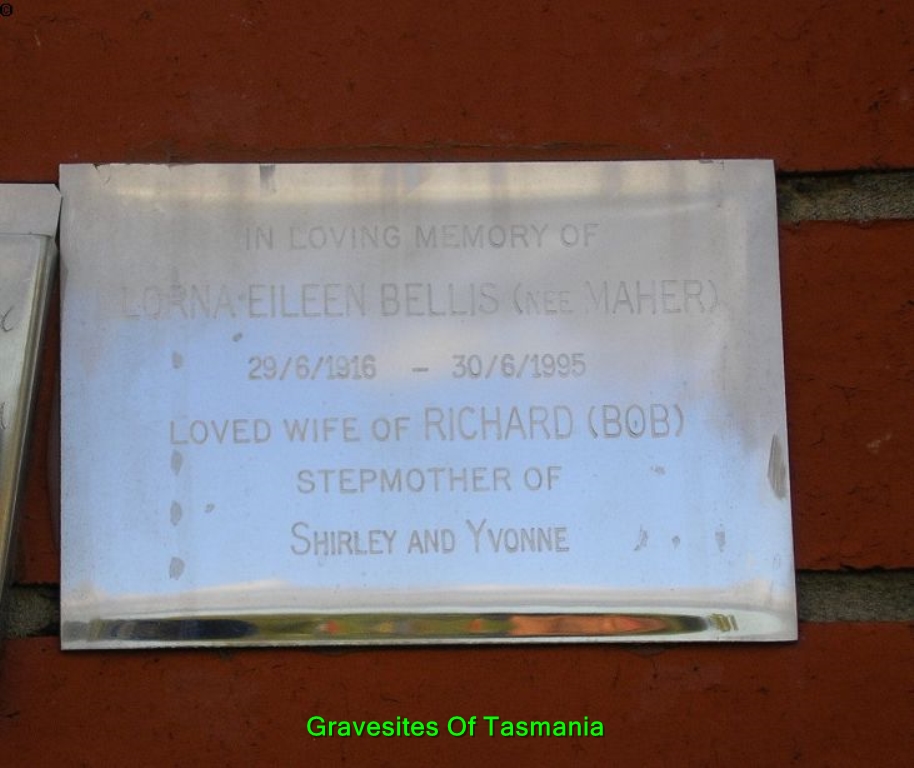 IN LOVING MEMORY OF
LORNA EILEEN BELLIS (NEE MAHER)
29/6/1916 – 30/6/1995
LOVED WIFE OF RICHARD (BOB)
STEPMOTHER OF
SHIRLEY AND YVONNE
Gravesites Of Tasmania